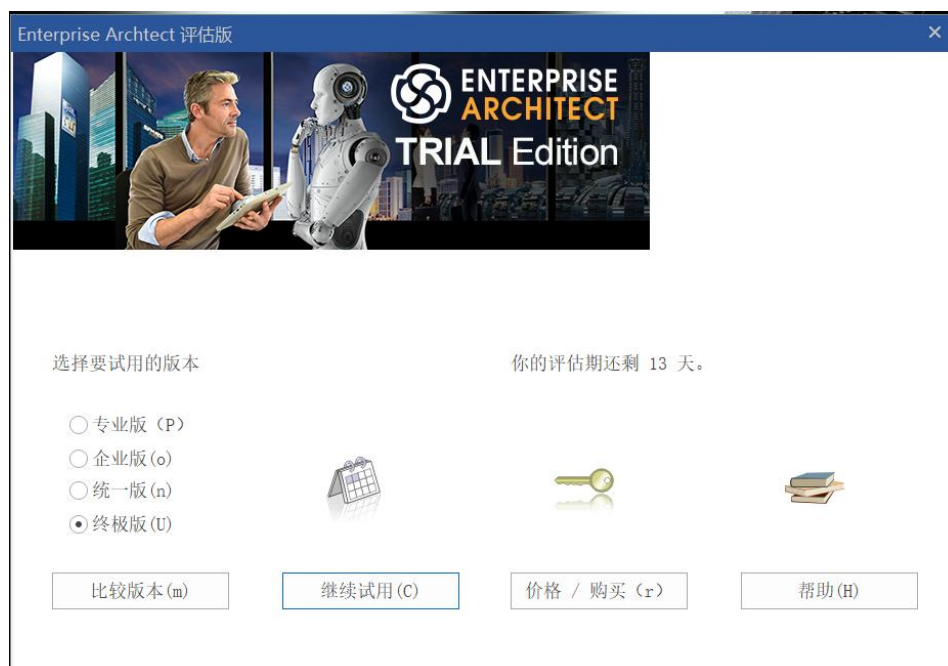 Enterprise Archtect 评估版
ENTERPRISE
ARCHITECT
TRIAL Edition
选择要试用的版本
你的评估期还剩 13 天。
专业版（P）
企业版(o)
统一版(n)
终极版(U)
比较版本(m)
继续试用(C)
价格 / 购买（r）
帮助(H)